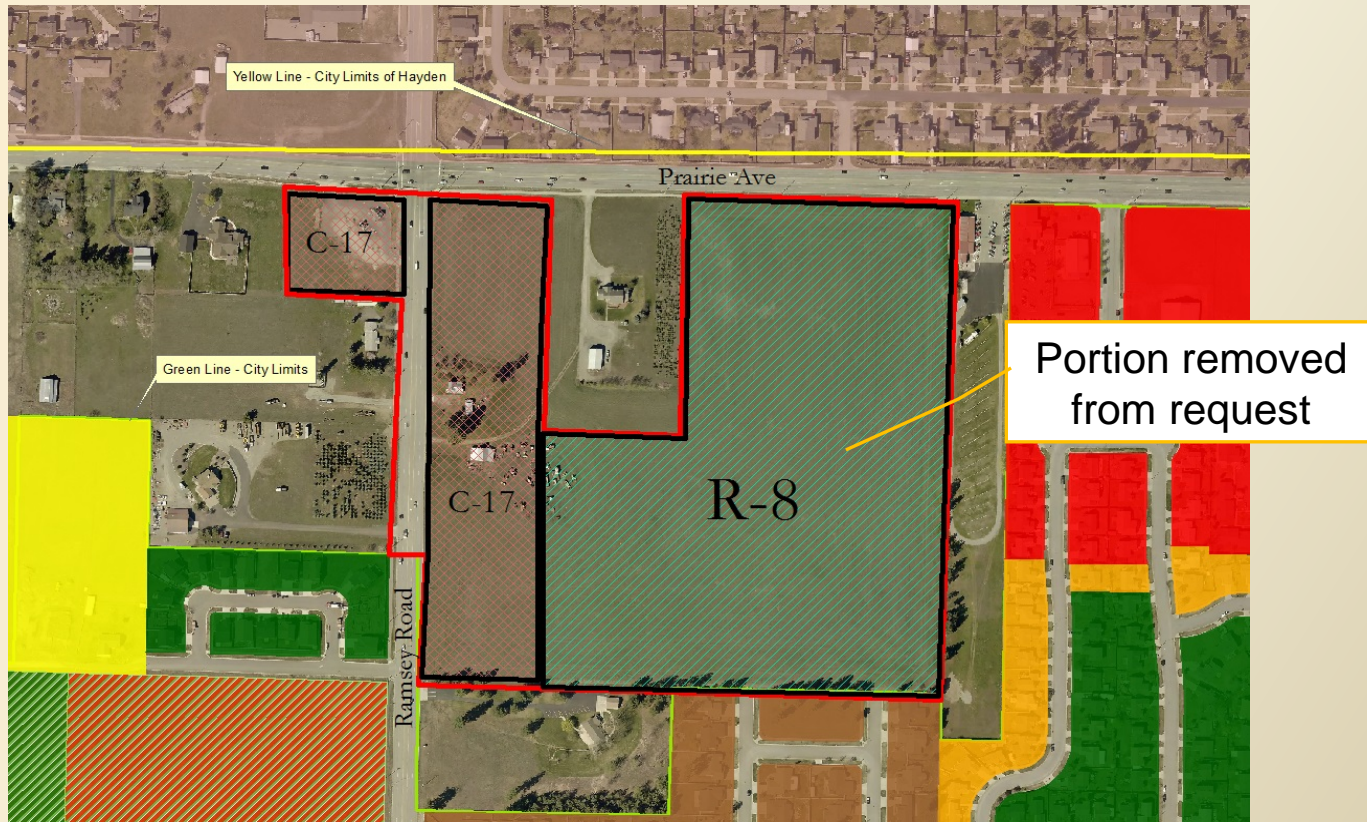 Yellow Line - City Limits of Hayden
Prairie Ave
C-17
Green Line - City Limits
C-17
R-8
Portion removed
from request
Ramsey Road